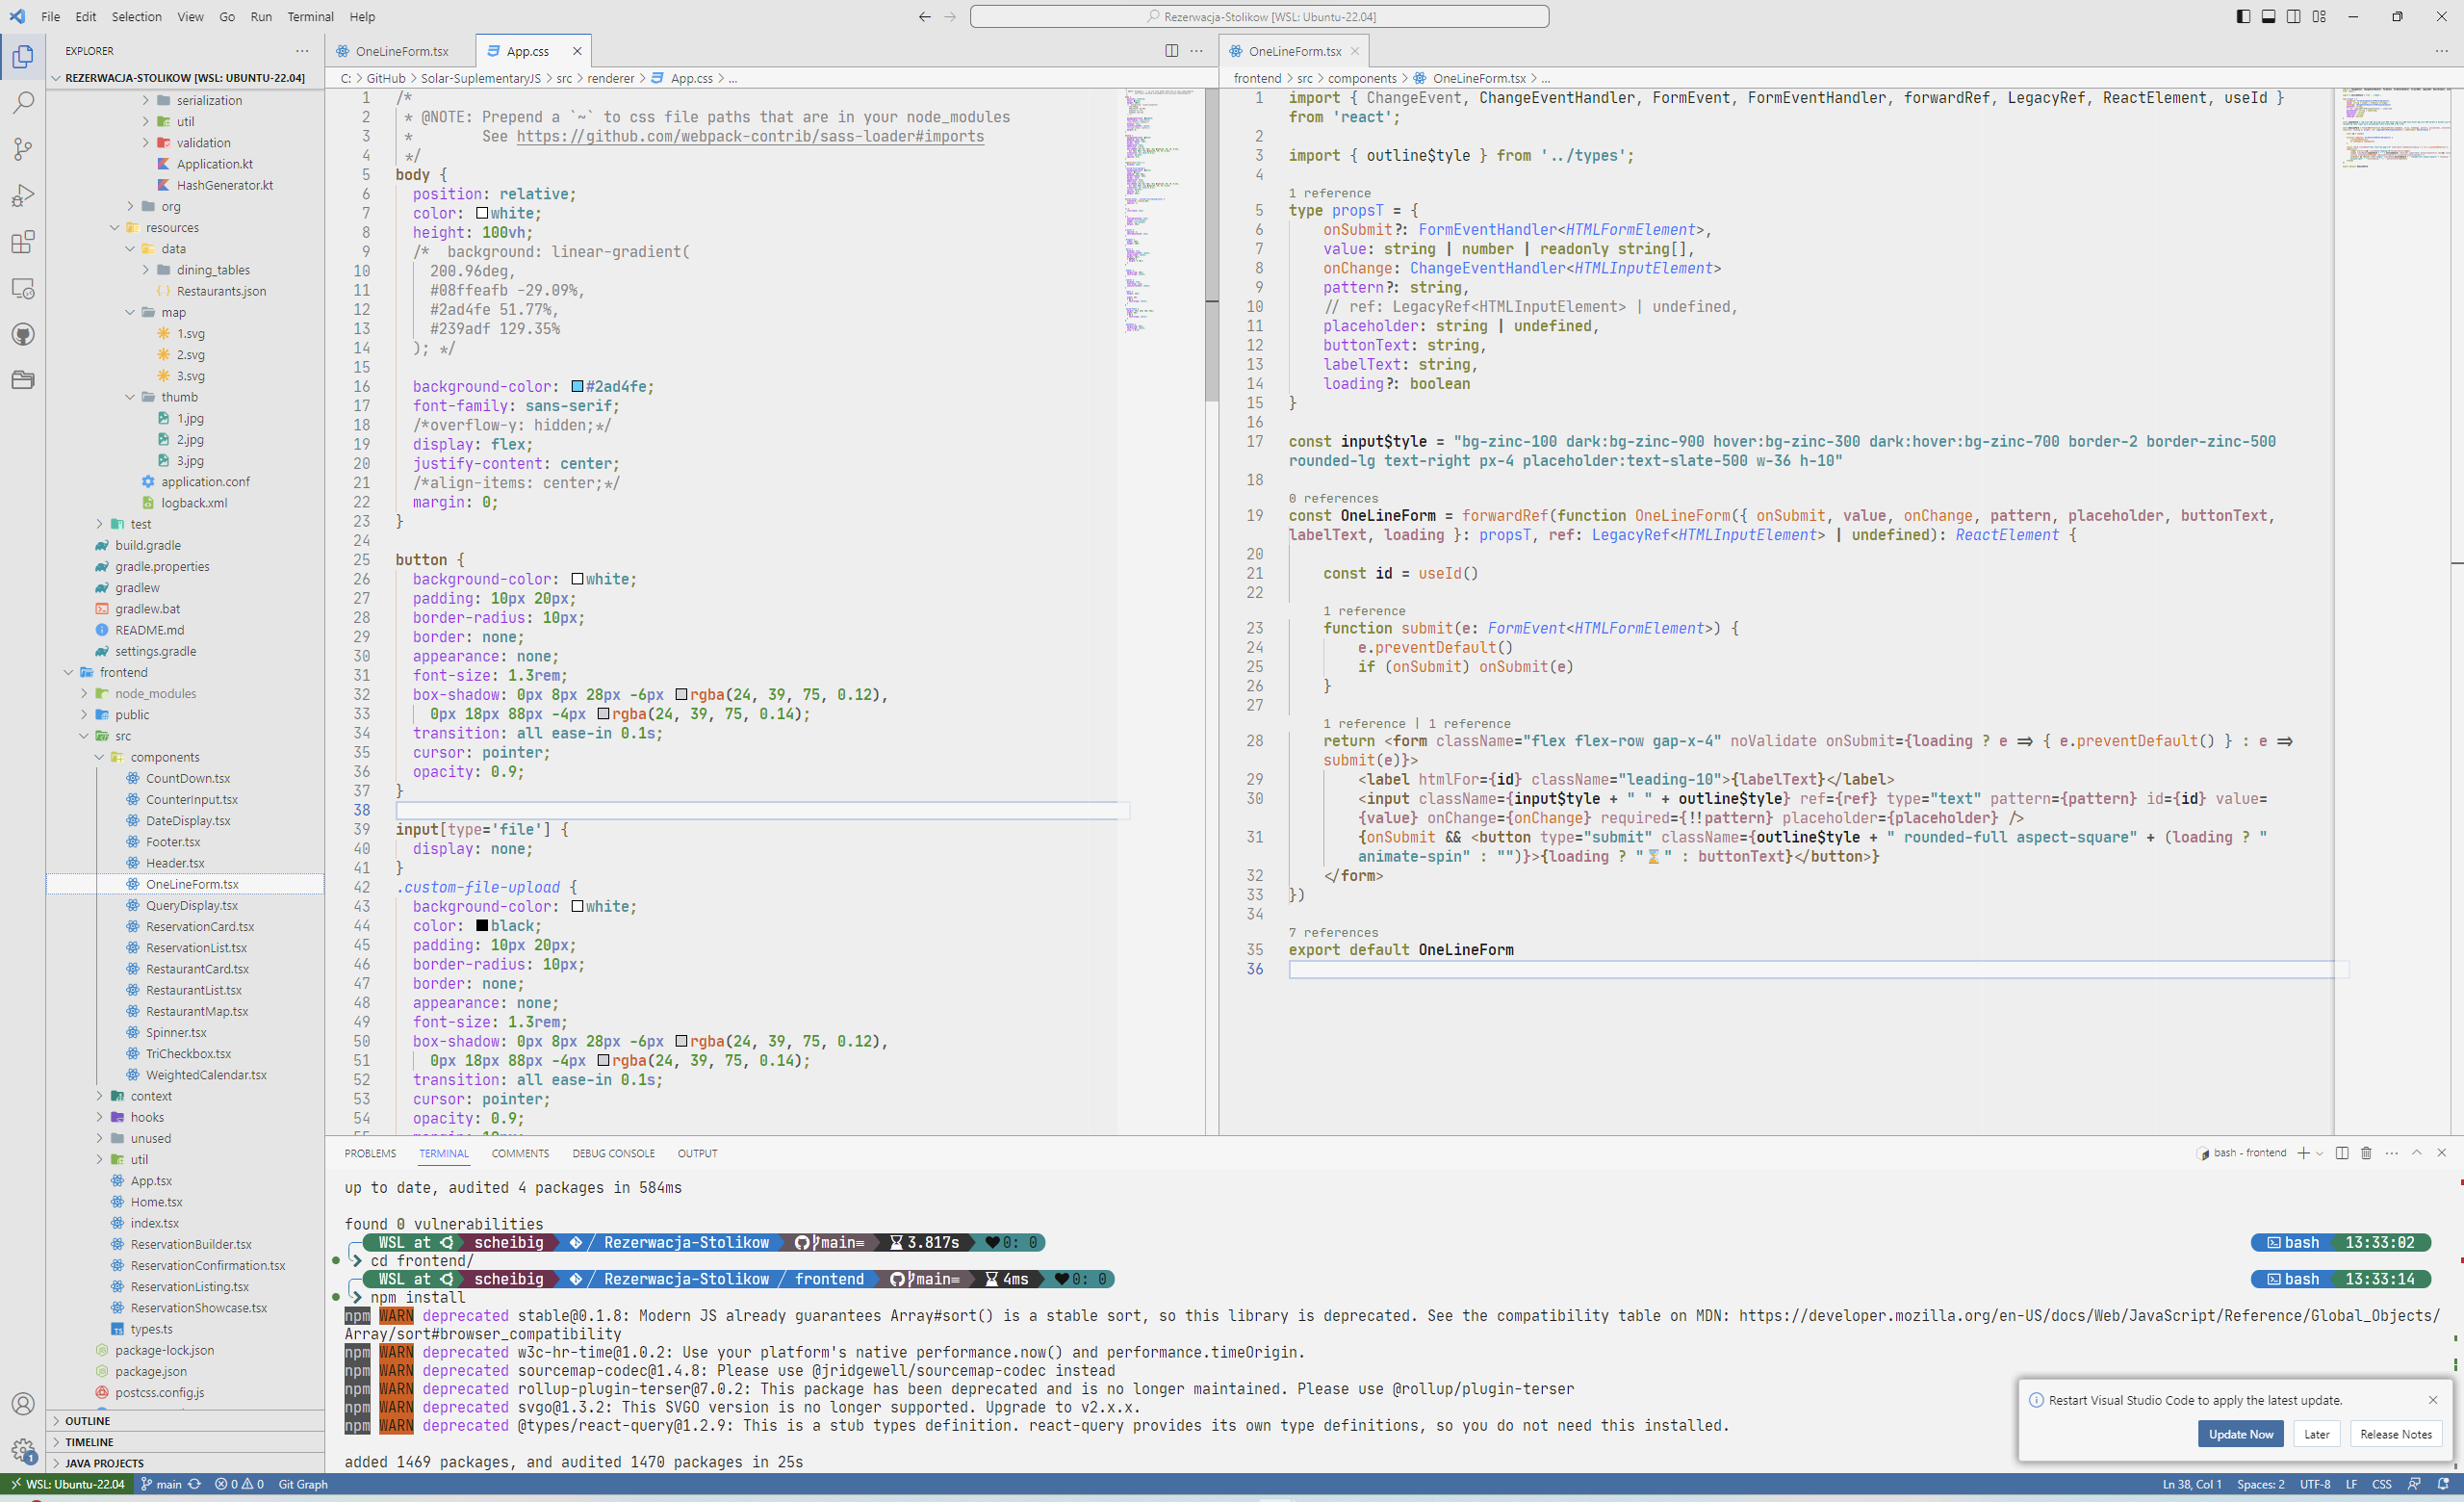 File Edit Selection View Go Run Terminal Help
Rezerwacja-Stolikow [WSL: Ubuntu-22.04]
EXPLORER
REZERWACJA-STOLIKOW [WSL: UBUNTU-22.04]
serialization
util
validation
Application.kt
HashGenerator.kt
org
resources
data
dining_tables
Restaurants.json
map
1.svg
2.svg
3.svg
thumb
1.jpg
2.jpg
3.jpg
application.conf
logback.xml
test
build.gradle
gradle.properties
gradlew
gradlew.bat
README.md
settings.gradle
frontend
node_modules
public
src
components
CountDown.tsx
CounterInput.tsx
DateDisplay.tsx
Footer.tsx
Header.tsx
OneLineForm.tsx
QueryDisplay.tsx
ReservationCard.tsx
ReservationList.tsx
RestaurantCard.tsx
RestaurantList.tsx
RestaurantMap.tsx
Spinner.tsx
TriCheckbox.tsx
WeightedCalendar.tsx
context
hooks
unused
util
App.tsx
Home.tsx
index.tsx
ReservationBuilder.tsx
ReservationConfirmation.tsx
ReservationListing.tsx
ReservationShowcase.tsx
types.ts
package-lock.json
package.json
postcss.config.js
OUTLINE
TIMELINE
JAVA PROJECTS
OneLineForm.tsx App.css
C: > GitHub > Solar-SuplementaryJS > src > renderer > App.css > ...
1 /*
2  * @NOTE: Prepend a `~` to css file paths that are in your node_modules
3  *        See https://github.com/webpack-contrib/sass-loader#imports
4  */
5 body {
6   position: relative;
7   color: white;
8   height: 100vh;
9   /*  background: linear-gradient(
10     200.96deg,
11     #08ffeafb -29.09%,
12     #2ad4fe 51.77%,
13     #239adf 129.35%
14   ); */
15
16   background-color: #2ad4fe;
17   font-family: sans-serif;
18   /*overflow-y: hidden;*/
19   display: flex;
20   justify-content: center;
21   /*align-items: center;*/
22   margin: 0;
23 }
24
25 button {
26   background-color: white;
27   padding: 10px 20px;
28   border-radius: 10px;
29   border: none;
30   appearance: none;
31   font-size: 1.3rem;
32   box-shadow: 0px 8px 28px -6px rgba(24, 39, 75, 0.12),
33     0px 18px 88px -4px rgba(24, 39, 75, 0.14);
34   transition: all ease-in 0.1s;
35   cursor: pointer;
36   opacity: 0.9;
37 }
38
39 input[type='file'] {
40   display: none;
41 }
42 .custom-file-upload {
43   background-color: white;
44   color: black;
45   padding: 10px 20px;
46   border-radius: 10px;
47   border: none;
48   appearance: none;
49   font-size: 1.3rem;
50   box-shadow: 0px 8px 28px -6px rgba(24, 39, 75, 0.12),
51     0px 18px 88px -4px rgba(24, 39, 75, 0.14);
52   transition: all ease-in 0.1s;
53   cursor: pointer;
54   opacity: 0.9;
OneLineForm.tsx
frontend > src > components > OneLineForm.tsx > ...
1 import { ChangeEvent, ChangeEventHandler, FormEvent, FormEventHandler, forwardRef, LegacyRef, ReactElement, useId }
from 'react';
2
3 import { outline$tyle } from '../types';
4
1 reference
5 type propsT = {
6     onSubmit?: FormEventHandler<HTMLFormElement>,
7     value: string | number | readonly string[],
8     onChange: ChangeEventHandler<HTMLInputElement>
9     pattern?: string,
10     // ref: LegacyRef<HTMLInputElement> | undefined,
11     placeholder: string | undefined,
12     buttonText: string,
13     labelText: string,
14     loading?: boolean
15 }
16
17 const input$tyle = "bg-zinc-100 dark:bg-zinc-900 hover:bg-zinc-300 dark:hover:bg-zinc-700 border-2 border-zinc-500
rounded-lg text-right px-4 placeholder:text-slate-500 w-36 h-10"
18
0 references
19 const OneLineForm = forwardRef(function OneLineForm({ onSubmit, value, onChange, pattern, placeholder, buttonText,
labelText, loading }: propsT, ref: LegacyRef<HTMLInputElement> | undefined): ReactElement {
20
21     const id = useId()
22
1 reference
23     function submit(e: FormEvent<HTMLFormElement>) {
24         e.preventDefault()
25         if (onSubmit) onSubmit(e)
26     }
27
1 reference | 1 reference
28     return <form className="flex flex-row gap-x-4" noValidate onSubmit={loading ? e => { e.preventDefault() } : e =>
submit(e)}>
29         <label htmlFor={id} className="leading-10">{labelText}</label>
30         <input className={input$tyle + " " + outline$tyle} ref={ref} type="text" pattern={pattern} id={id} value=
{value} onChange={onChange} required={!!pattern} placeholder={placeholder} />
31         {onSubmit && <button type="submit" className={outline$tyle + " rounded-full aspect-square" + (loading ? "
animate-spin" : "")}>{loading ? "⌛" : buttonText}</button>}
32     </form>
33 })
34
7 references
35 export default OneLineForm
36
PROBLEMS TERMINAL COMMENTS DEBUG CONSOLE OUTPUT
bash - frontend
up to date, audited 4 packages in 584ms
found 0 vulnerabilities
WSL at scheibig / Rezerwacja-Stolikow main≡ 3.817s 0: 0 bash 13:33:02
cd frontend/
WSL at scheibig / Rezerwacja-Stolikow / frontend main≡ 4ms 0: 0 bash 13:33:14
npm install
npm WARN deprecated stable@0.1.8: Modern JS already guarantees Array#sort() is a stable sort, so this library is deprecated. See the compatibility table on MDN: https://developer.mozilla.org/en-US/docs/Web/JavaScript/Reference/Global_Objects/
Array/sort#browser_compatibility
npm WARN deprecated w3c-hr-time@1.0.2: Use your platform's native performance.now() and performance.timeOrigin.
npm WARN deprecated sourcemap-codec@1.4.8: Please use @jridgewell/sourcemap-codec instead
npm WARN deprecated rollup-plugin-terser@7.0.2: This package has been deprecated and is no longer maintained. Please use @rollup/plugin-terser
npm WARN deprecated svgo@1.3.2: This SVGO version is no longer supported. Upgrade to v2.x.x.
npm WARN deprecated @types/react-query@1.2.9: This is a stub types definition. react-query provides its own type definitions, so you do not need this installed.
added 1469 packages, and audited 1470 packages in 25s
Restart Visual Studio Code to apply the latest update.
Update Now Later Release Notes
1
WSL: Ubuntu-22.04 main 0 0 Git Graph
Ln 38, Col 1 Spaces: 2 UTF-8 LF CSS